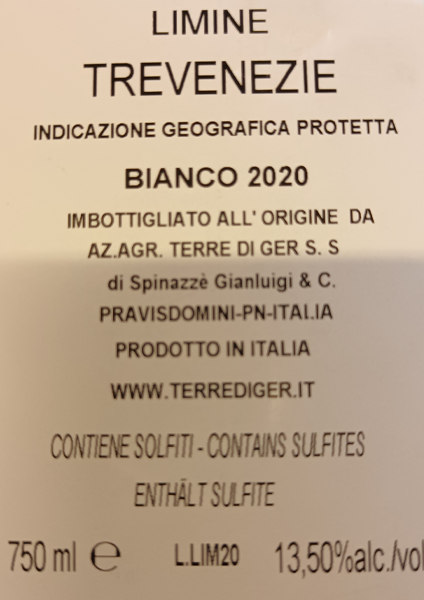 LIMINE
TREVENEZIE
INDICAZIONE GEOGRAFICA PROTETTA
BIANCO 2020
IMBOTTIGLIATO ALL' ORIGINE DA
AZ.AGR. TERRE DI GER S. S
di Spinazzè Gianluigi & C.
PRAVISDOMINI-PN-ITALIA
PRODOTTO IN ITALIA
WWW.TERREDIGER.IT
CONTIENE SOLFITI - CONTAINS SULFITES
ENTHÄLT SULFITE
750 ml ℮ L.LIM20 13,50%alc./vol